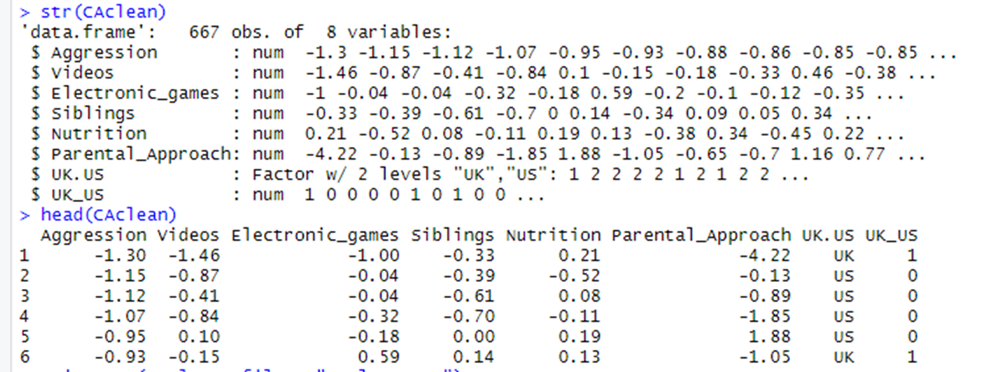 > str(CAclean)
'data.frame':   667 obs. of  8 variables:
 $ Aggression       : num  -1.3 -1.15 -1.12 -1.07 -0.95 -0.93 -0.88 -0.86 -0.85 -0.85 ...
 $ Videos           : num  -1.46 -0.87 -0.41 -0.84 0.1 -0.15 -0.18 -0.33 0.46 -0.38 ...
 $ Electronic_games : num  -1 -0.04 -0.04 -0.32 -0.18 0.59 -0.2 -0.1 -0.12 -0.35 ...
 $ Siblings         : num  -0.33 -0.39 -0.61 -0.7 0 0.14 -0.34 0.09 0.05 0.34 ...
 $ Nutrition        : num  0.21 -0.52 0.08 -0.11 0.19 0.13 -0.38 0.34 -0.45 0.22 ...
 $ Parental_Approach: num  -4.22 -0.13 -0.89 -1.85 1.88 -1.05 -0.65 -0.7 1.16 0.77 ...
 $ UK.US            : Factor w/ 2 levels "UK","US": 1 2 2 2 2 1 2 1 2 2 ...
 $ UK_US            : num  1 0 0 0 0 1 0 1 0 0 ...
> head(CAclean)
  Aggression Videos Electronic_games Siblings Nutrition Parental_Approach UK.US UK_US
1      -1.30  -1.46            -1.00    -0.33      0.21             -4.22    UK     1
2      -1.15  -0.87            -0.04    -0.39     -0.52             -0.13    US     0
3      -1.12  -0.41            -0.04    -0.61      0.08             -0.89    US     0
4      -1.07  -0.84            -0.32    -0.70     -0.11             -1.85    US     0
5      -0.95   0.10            -0.18     0.00      0.19              1.88    US     0
6      -0.93  -0.15             0.59     0.14      0.13             -1.05    UK     1